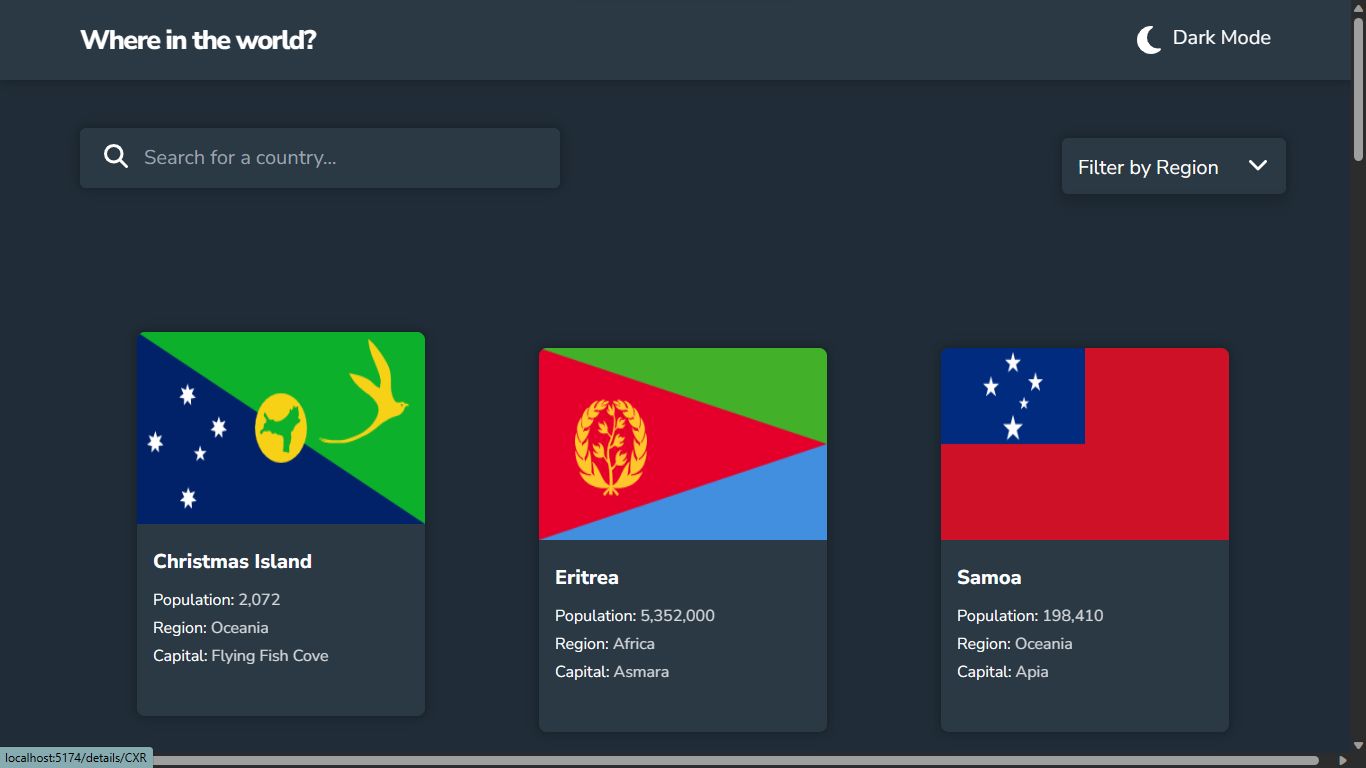 Where in the world?
Dark Mode
Search for a country...
Filter by Region
Christmas Island
Population: 2,072
Region: Oceania
Capital: Flying Fish Cove
Eritrea
Population: 5,352,000
Region: Africa
Capital: Asmara
Samoa
Population: 198,410
Region: Oceania
Capital: Apia
localhost:5174/details/CXR